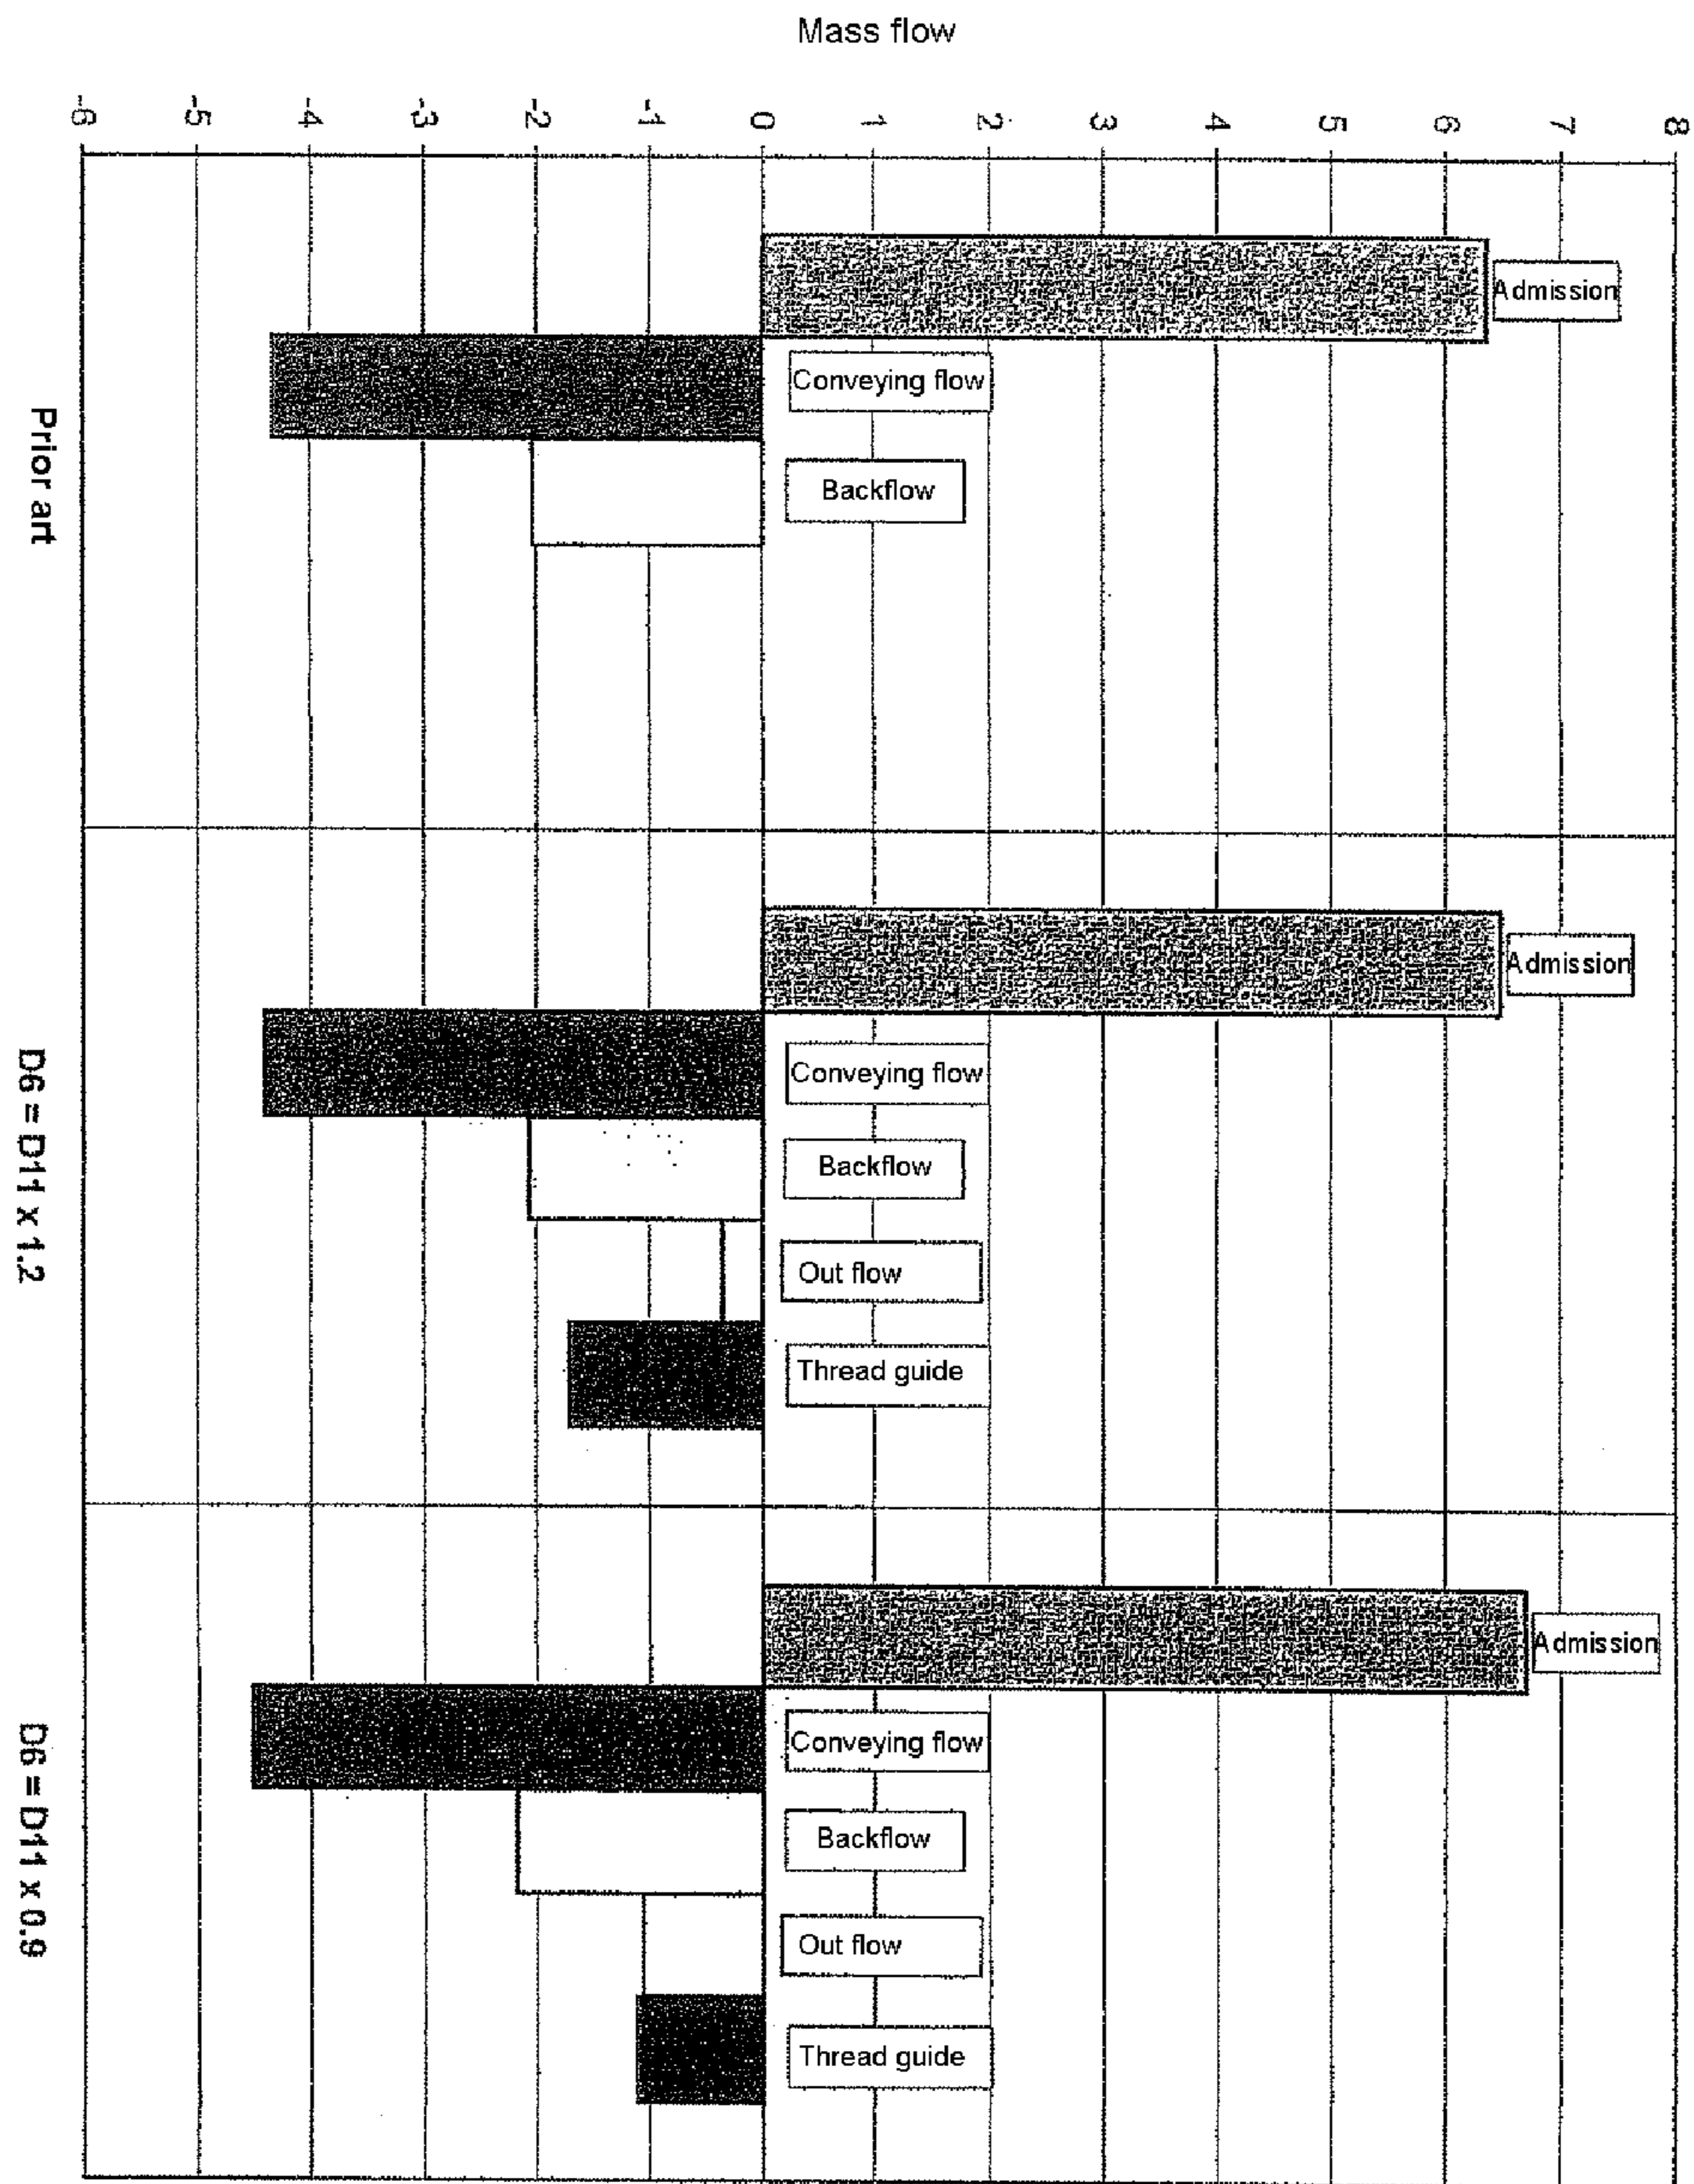 Mass flow
-6
-5
-4
-3
-2
-1
0
1
2
3
4
5
6
7
8
Admission
Conveying flow
Backflow
Prior art
Admission
Conveying flow
Backflow
Out flow
Thread guide
D6 = D11 x 1.2
Admission
Conveying flow
Backflow
Out flow
Thread guide
D6 = D11 x 0.9